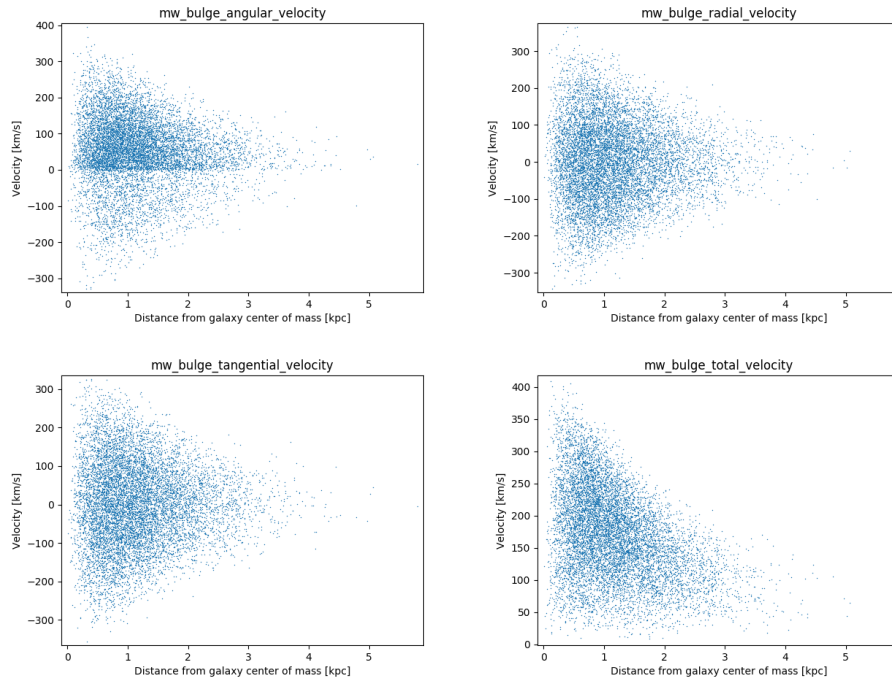 mw_bulge_angular_velocity
400
300
200
100
0
−100
−200
−300
Velocity [km/s]
0 1 2 3 4 5
Distance from galaxy center of mass [kpc]
mw_bulge_radial_velocity
300
200
100
0
−100
−200
−300
Velocity [km/s]
0 1 2 3 4 5
Distance from galaxy center of mass [kpc]
mw_bulge_tangential_velocity
300
200
100
0
−100
−200
−300
Velocity [km/s]
0 1 2 3 4 5
Distance from galaxy center of mass [kpc]
mw_bulge_total_velocity
400
350
300
250
200
150
100
50
0
Velocity [km/s]
0 1 2 3 4 5
Distance from galaxy center of mass [kpc]